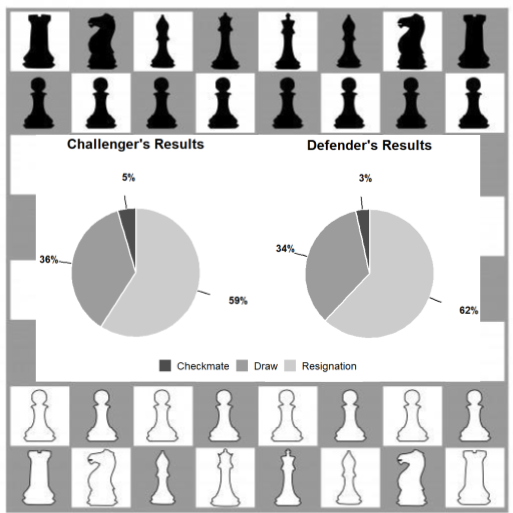 Challenger's Results
Defender's Results
5%
3%
36%
59%
34%
62%
Checkmate Draw Resignation